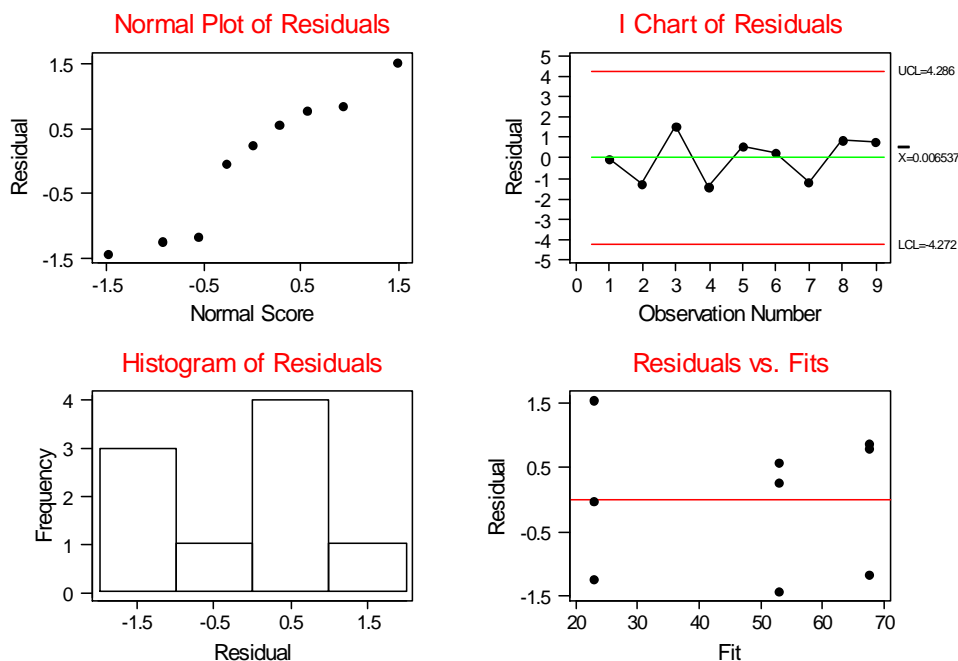 Normal Plot of Residuals
1.5
0.5
-0.5
-1.5
Residual
-1.5 -0.5 0.5 1.5
Normal Score
I Chart of Residuals
5
4
3
2
1
0
-1
-2
-3
-4
-5
Residual
UCL=4.286
X=0.006537
LCL=-4.272
0 1 2 3 4 5 6 7 8 9
Observation Number
Histogram of Residuals
4
3
2
1
0
Frequency
-1.5 -0.5 0.5 1.5
Residual
Residuals vs. Fits
1.5
0.5
-0.5
-1.5
Residual
20 30 40 50 60 70
Fit